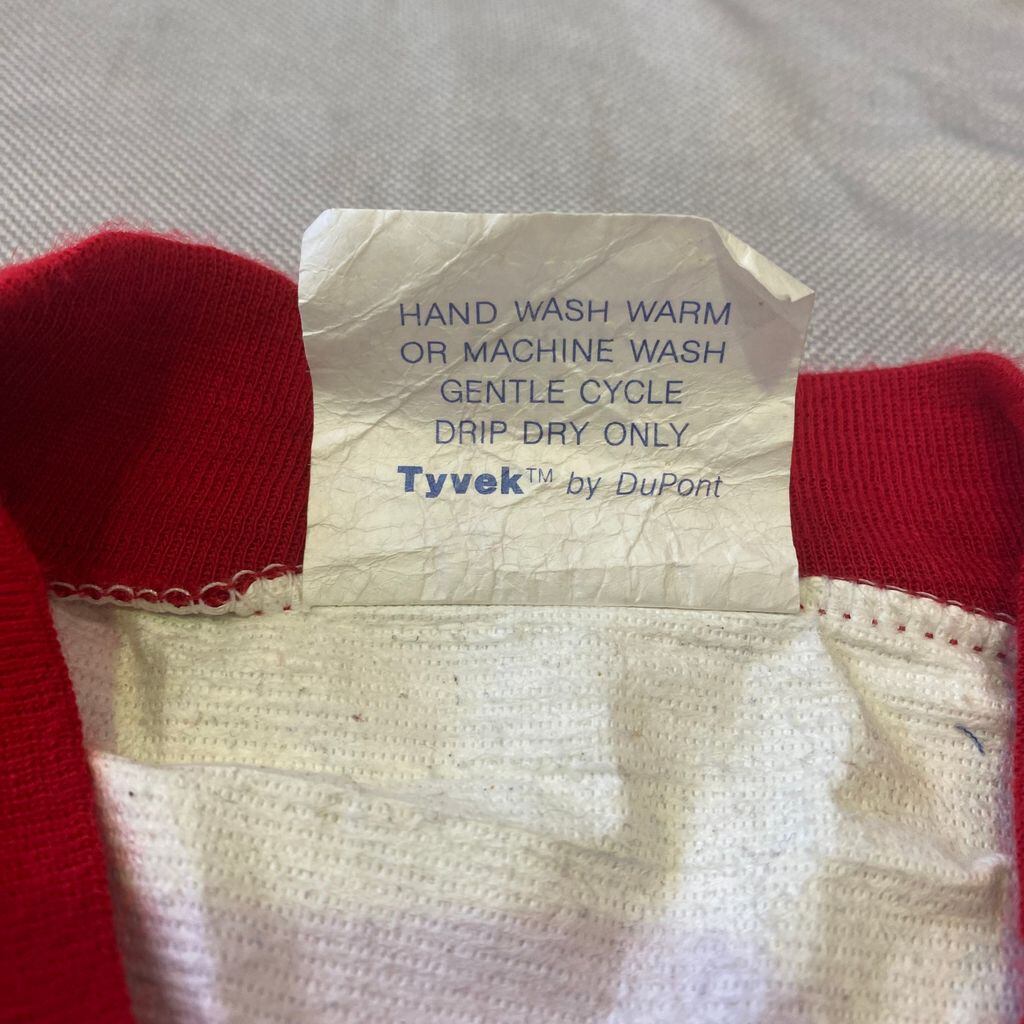 HAND WASH WARM
OR MACHINE WASH
GENTLE CYCLE
DRIP DRY ONLY
Tyvek™ by DuPont